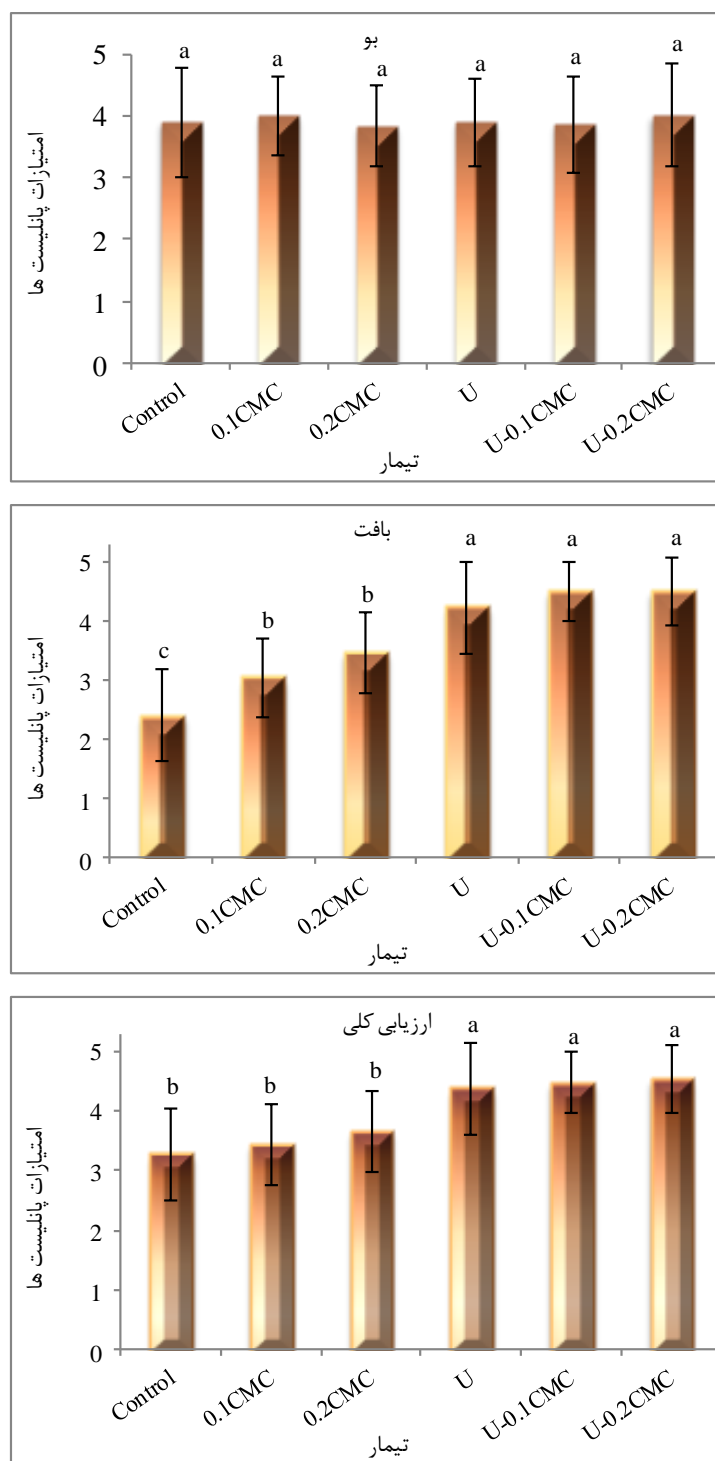 بو
a a a a a a
5
4
3
2
1
0
امتیازات پانلیست ها
Control 0.1CMC 0.2CMC U U-0.1CMC U-0.2CMC
تیمار
بافت
c b b a a a
5
4
3
2
1
0
امتیازات پانلیست ها
Control 0.1CMC 0.2CMC U U-0.1CMC U-0.2CMC
تیمار
ارزیابی کلی
b b b a a a
5
4
3
2
1
0
امتیازات پانلیست ها
Control 0.1CMC 0.2CMC U U-0.1CMC U-0.2CMC
تیمار